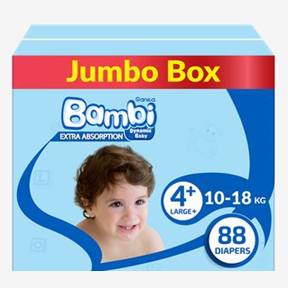 Jumbo Box
Sanita
Bambi
EXTRA ABSORPTION
Dynamic
Baby
4+
LARGE+
10-18 KG
88
DIAPERS